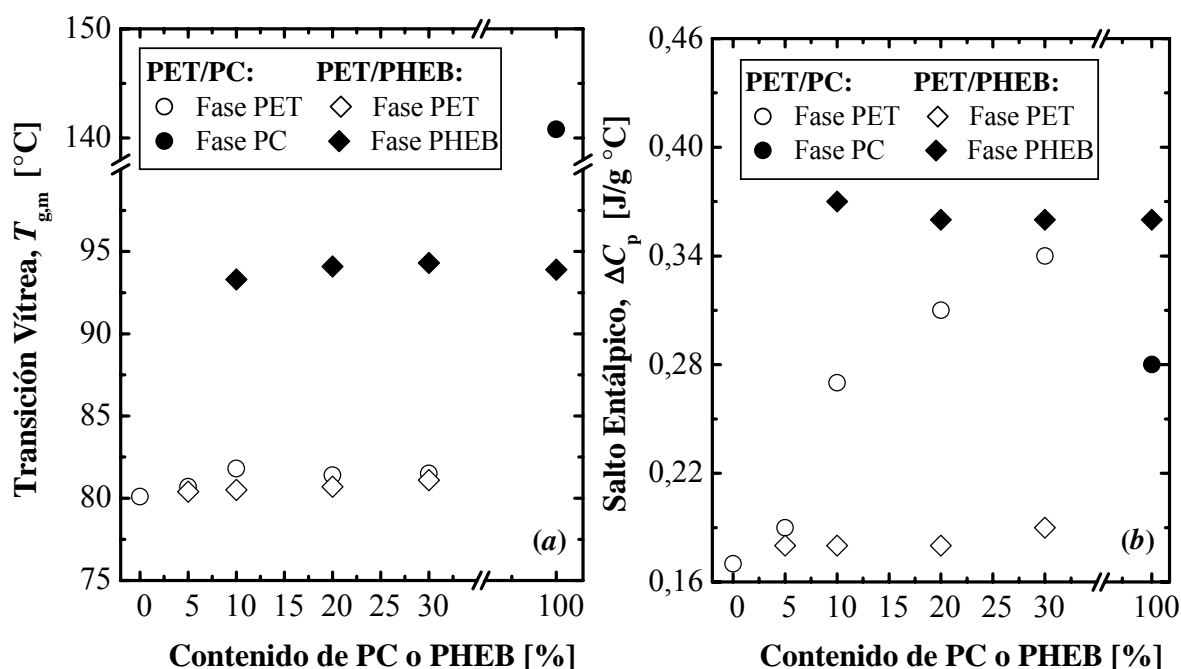 150
140
95
90
85
80
75
Transición Vítrea, T_g,m [°C]
PET/PC: PET/PHEB:
Fase PET Fase PET
Fase PC Fase PHEB
(a)
0 5 10 15 20 25 30 100
Contenido de PC o PHEB [%]
0,46
0,40
0,34
0,28
0,22
0,16
Salto Entálpico, ΔC_p [J/g °C]
PET/PC: PET/PHEB:
Fase PET Fase PET
Fase PC Fase PHEB
(b)
0 5 10 15 20 25 30 100
Contenido de PC o PHEB [%]